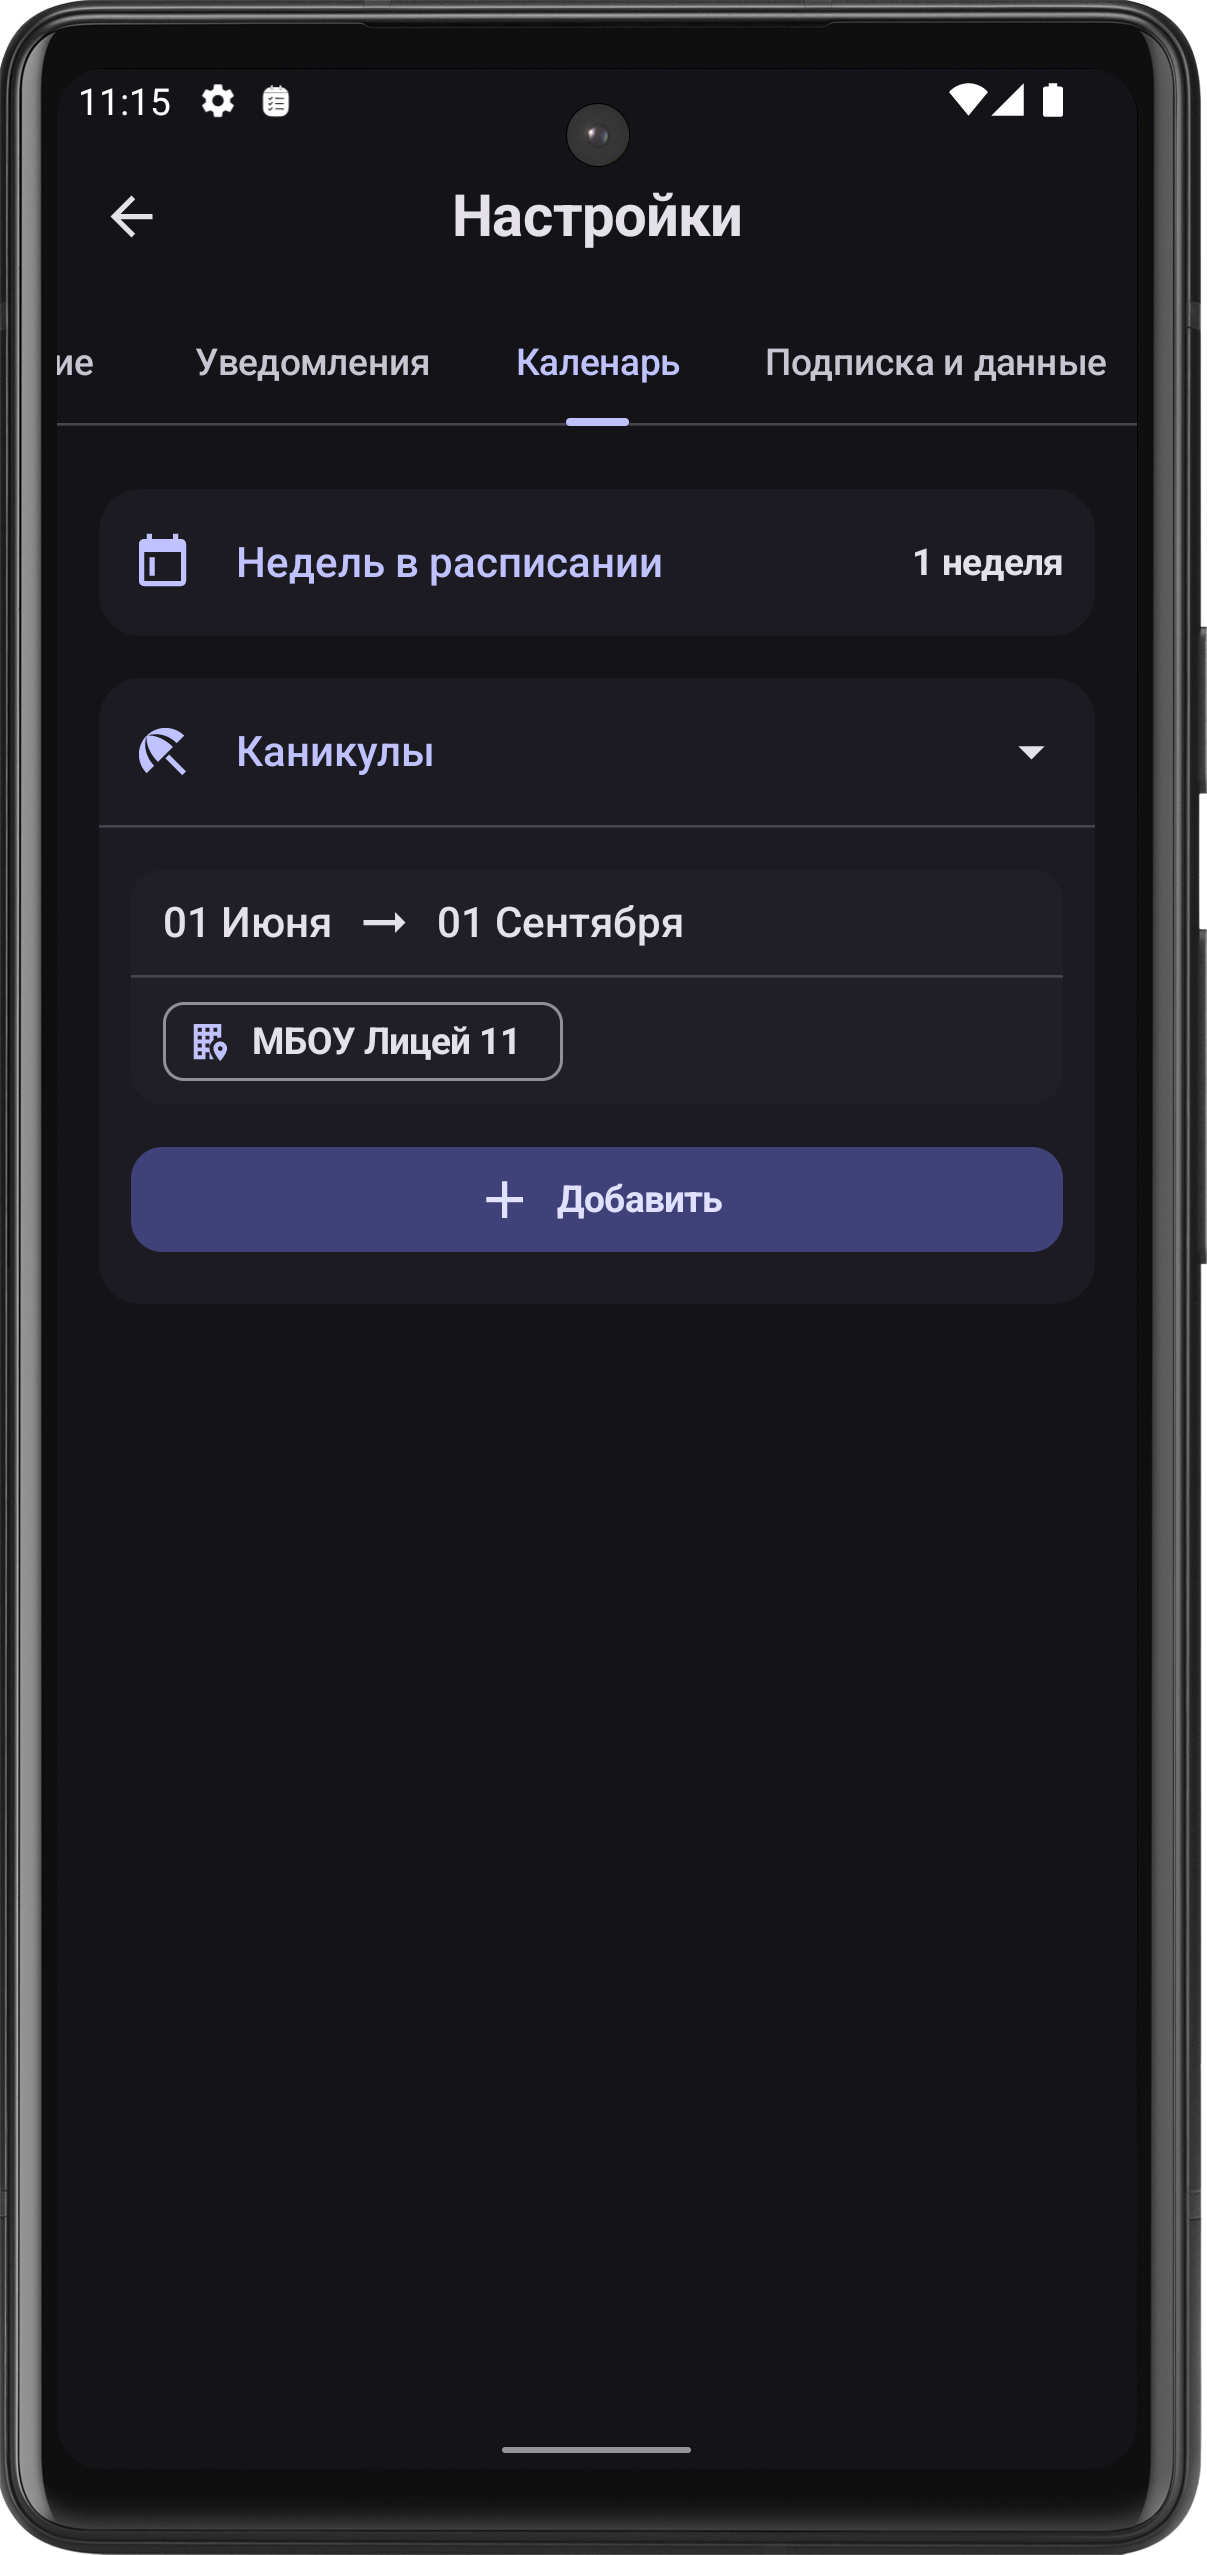 11:15
Настройки
ие Уведомления Каленарь Подписка и данные
Недель в расписании 1 неделя
Каникулы
01 Июня → 01 Сентября
МБОУ Лицей 11
+ Добавить